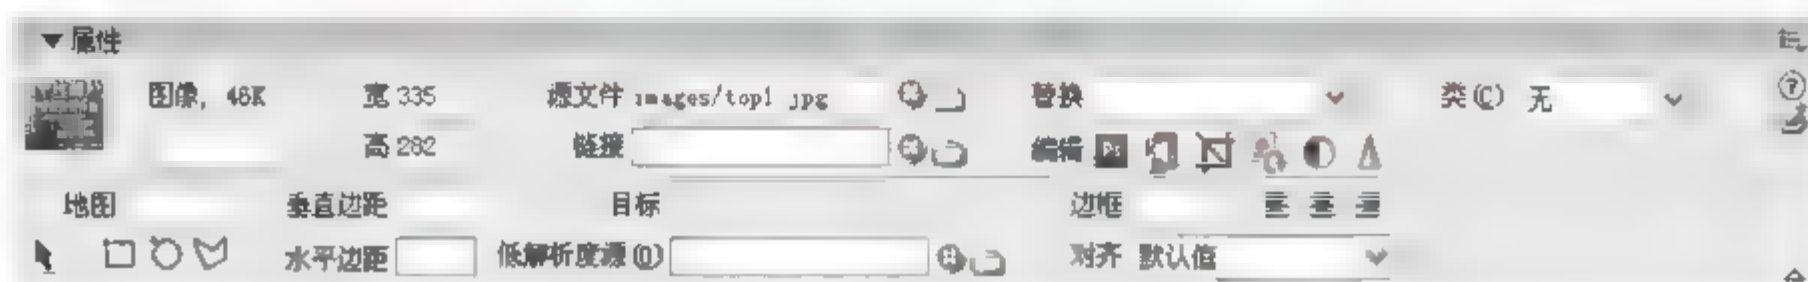 属性
图像, 46K 宽 335 源文件 images/top1 jpg 替换 类(C) 无
高 282 链接 编辑 Ps
地图 垂直边距 目标 边框
水平边距 低解析度源(O) 对齐 默认值